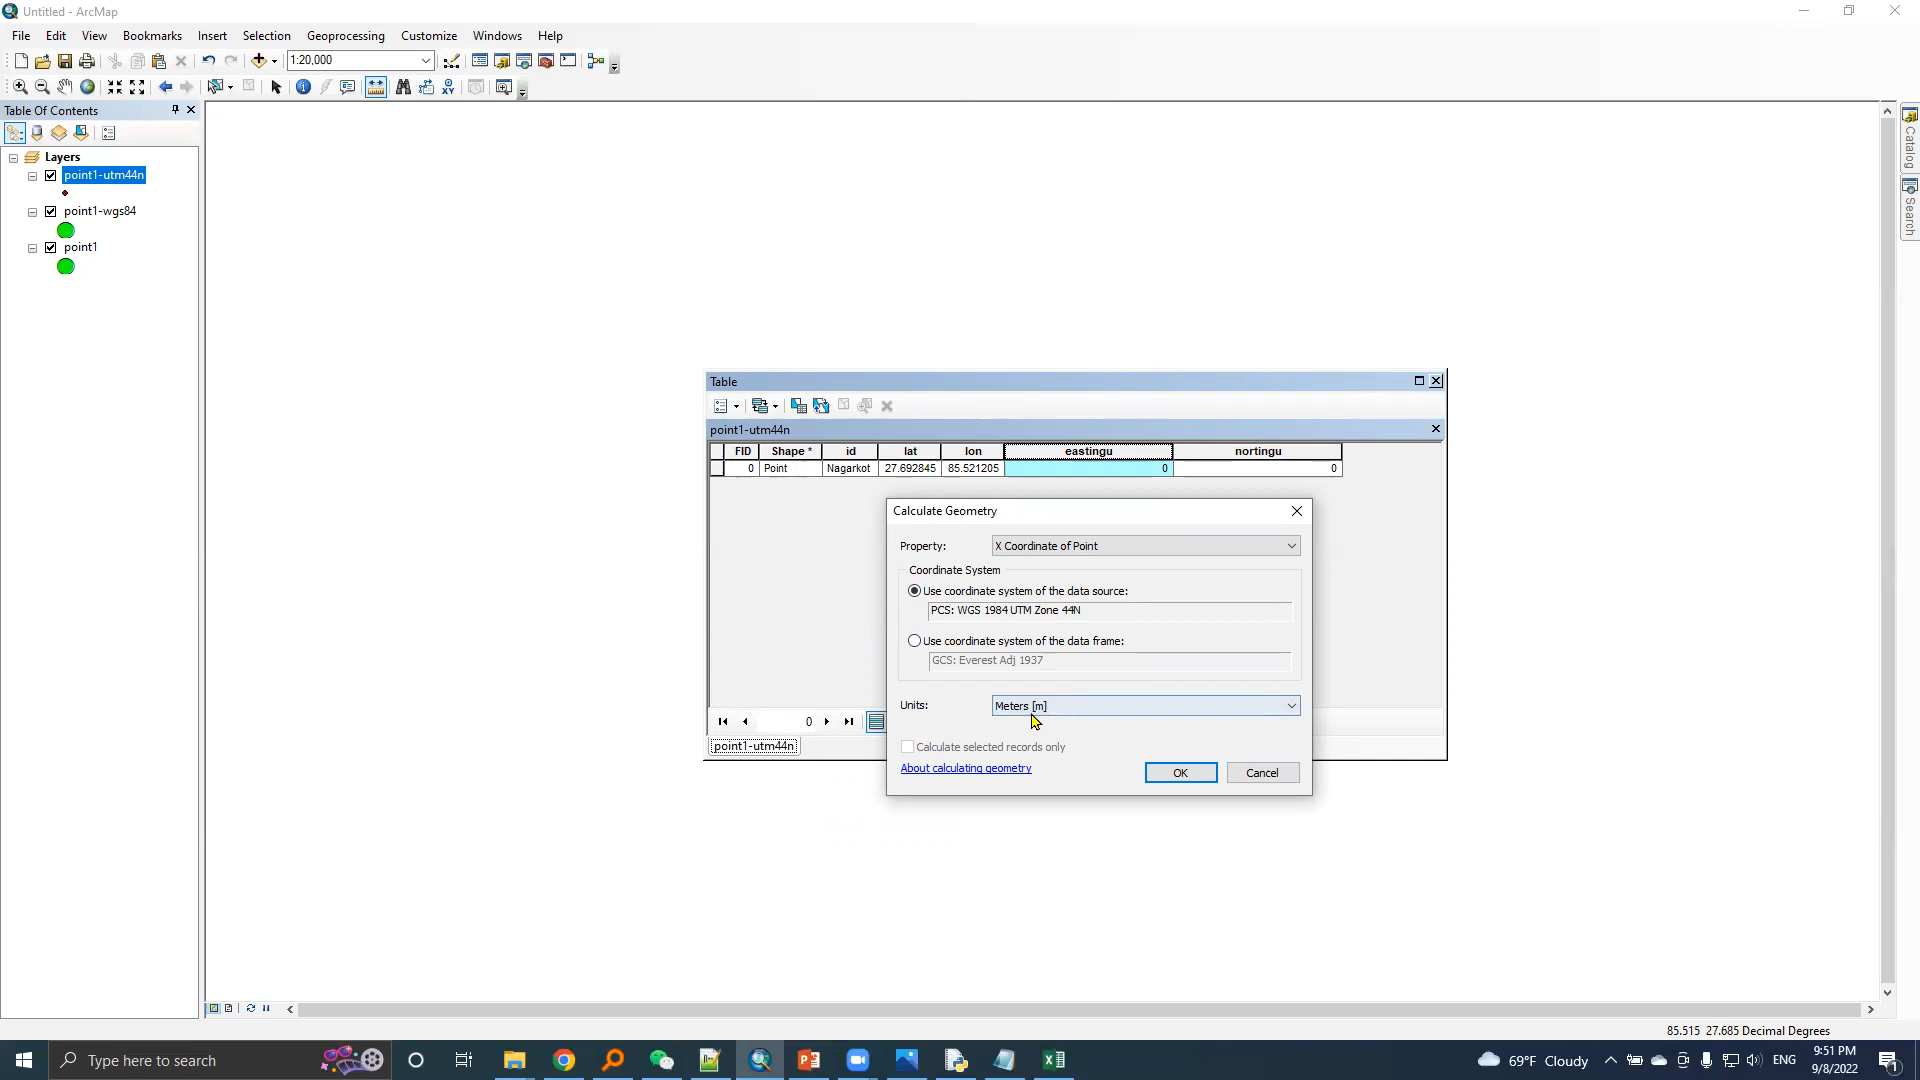 Untitled - ArcMap
File Edit View Bookmarks Insert Selection Geoprocessing Customize Windows Help
1:20,000
Table Of Contents
Layers
point1-utm44n
point1-wgs84
point1
Catalog
Search
Table
point1-utm44n
FID Shape * id lat lon eastingu nortingu
0 Point Nagarkot 27.692845 85.521205 0 0
Calculate Geometry
Property: X Coordinate of Point
Coordinate System
Use coordinate system of the data source:
PCS: WGS 1984 UTM Zone 44N
Use coordinate system of the data frame:
GCS: Everest Adj 1937
Units: Meters [m]
0
Calculate selected records only
point1-utm44n
About calculating geometry
OK Cancel
85.515 27.685 Decimal Degrees
Type here to search
69°F Cloudy
ENG
9:51 PM
9/8/2022
1